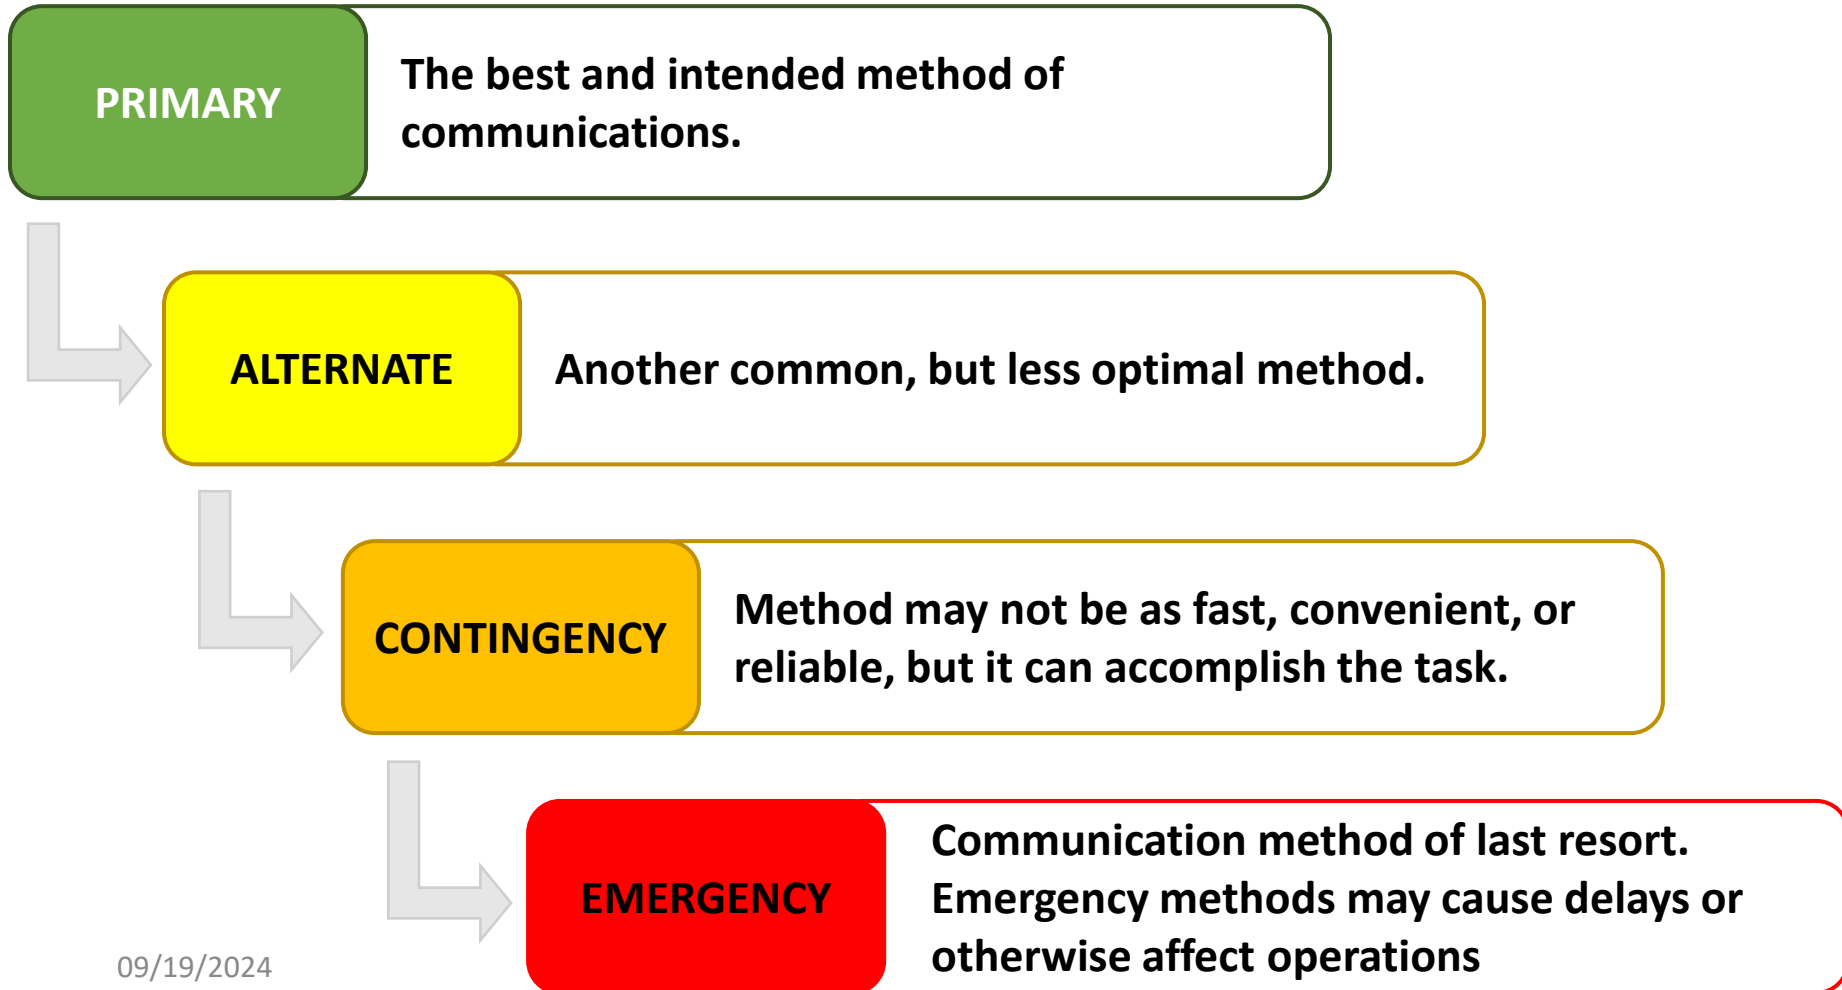 PRIMARY
The best and intended method of
communications.
ALTERNATE
Another common, but less optimal method.
CONTINGENCY
Method may not be as fast, convenient, or
reliable, but it can accomplish the task.
EMERGENCY
Communication method of last resort.
Emergency methods may cause delays or
otherwise affect operations
09/19/2024